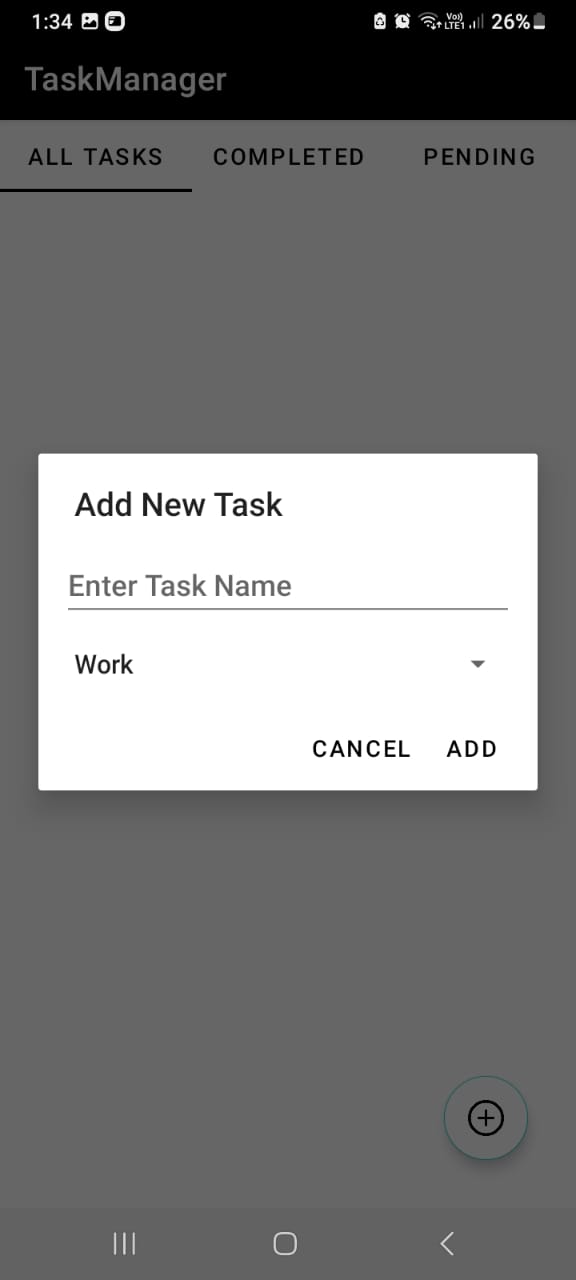 1:34 Vo)) LTE1 26%
TaskManager
ALL TASKS COMPLETED PENDING
Add New Task
Enter Task Name
Work
CANCEL ADD